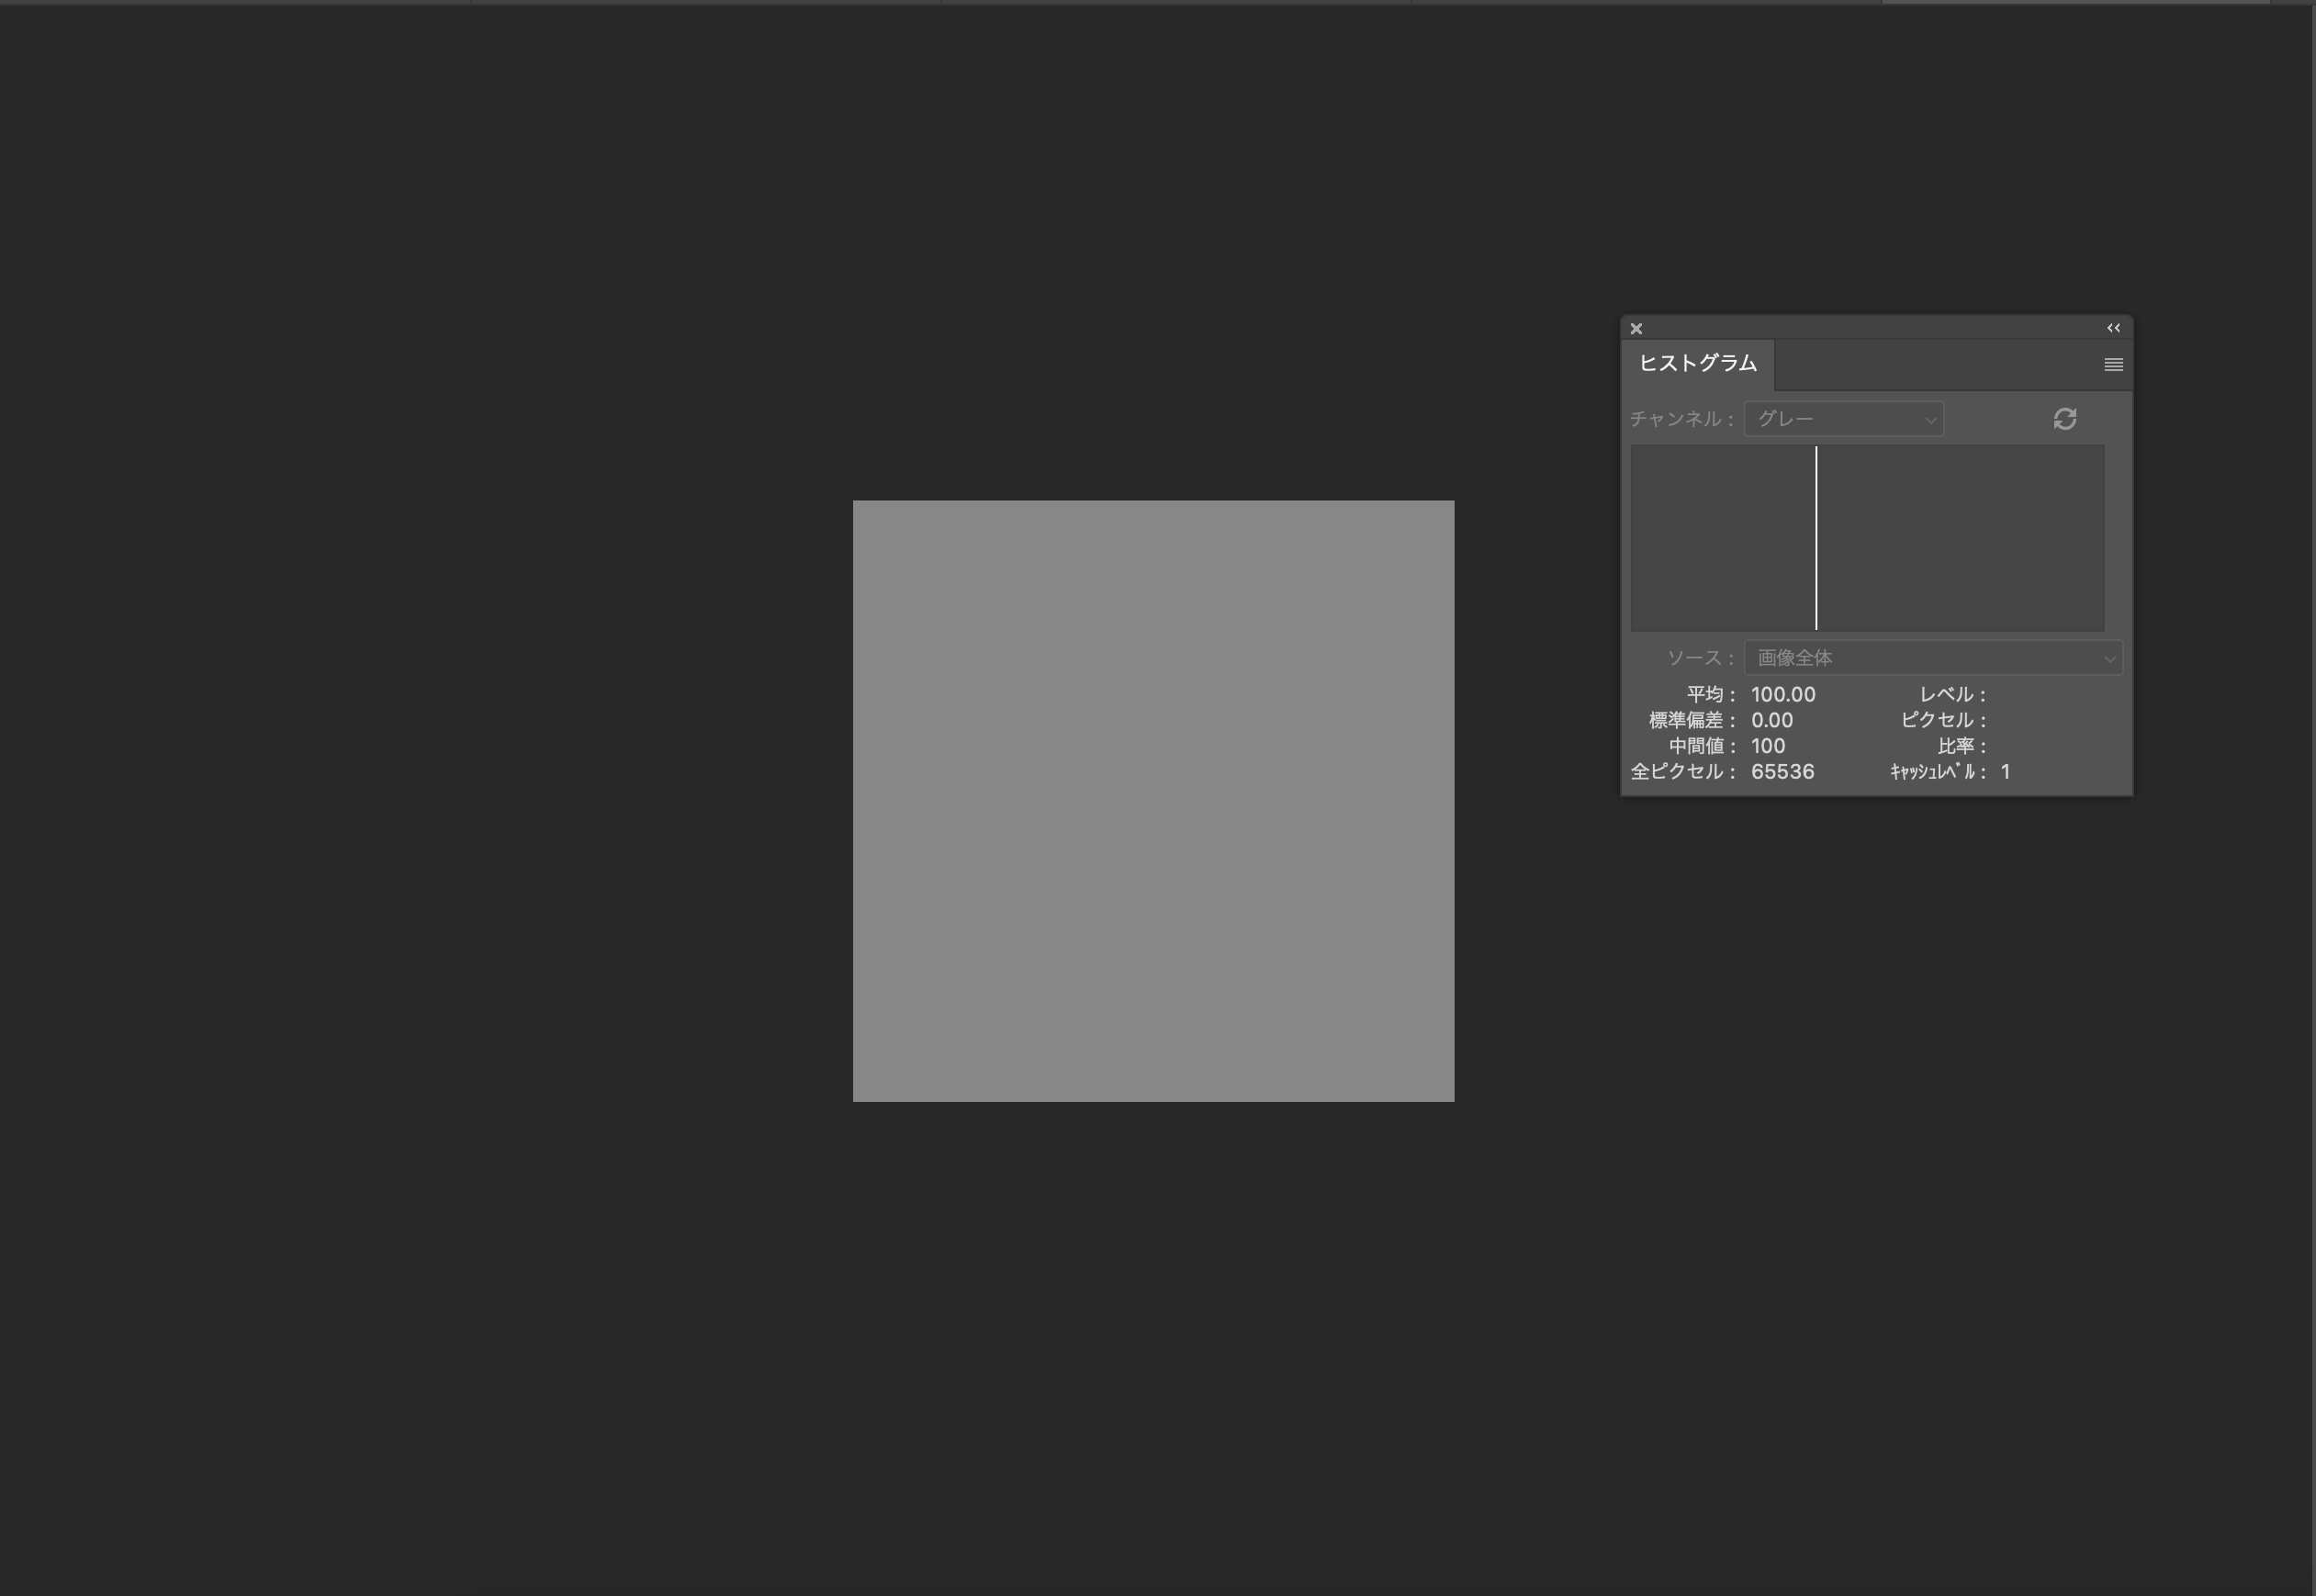 ヒストグラム
チャンネル： グレー
ソース： 画像全体
平均： 100.00 レベル：
標準偏差： 0.00 ピクセル：
中間値： 100 比率：
全ピクセル： 65536 ｷｬｯｼｭﾚﾍﾞﾙ： 1